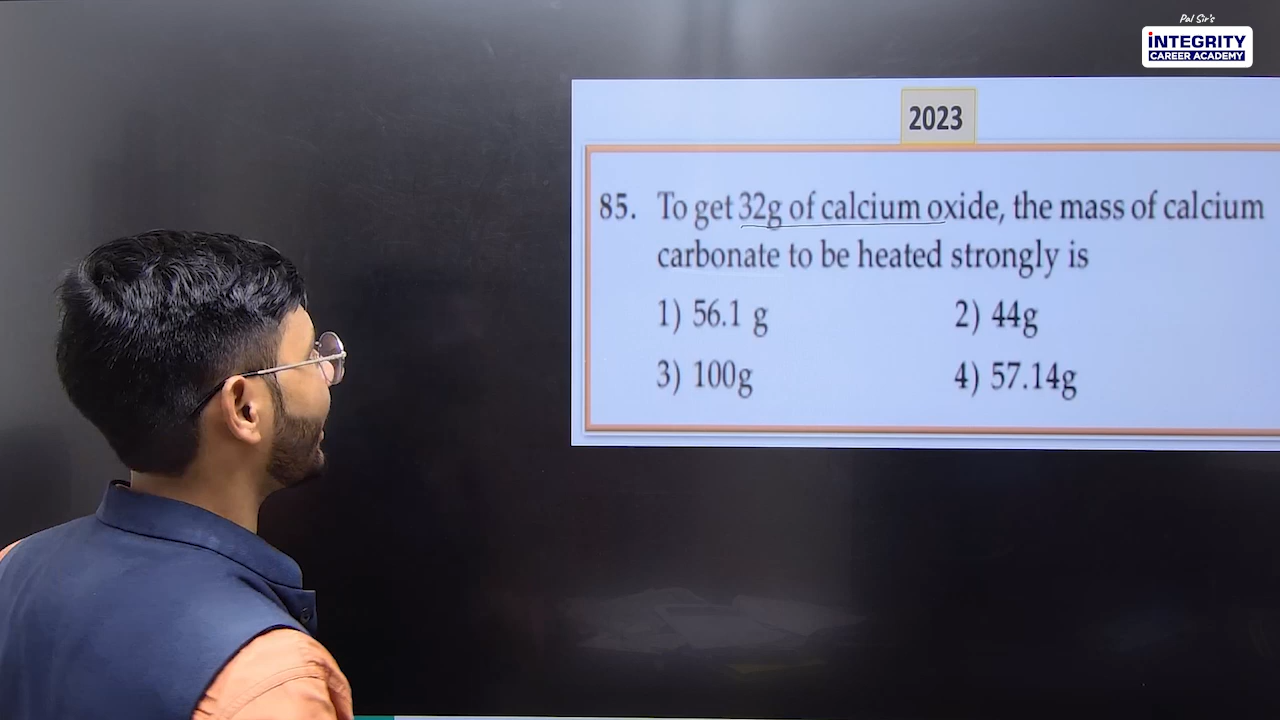 Pal Sir's
iNTEGRITY
CAREER ACADEMY
2023
85. To get 32g of calcium oxide, the mass of calcium
carbonate to be heated strongly is
1) 56.1 g 2) 44g
3) 100g 4) 57.14g